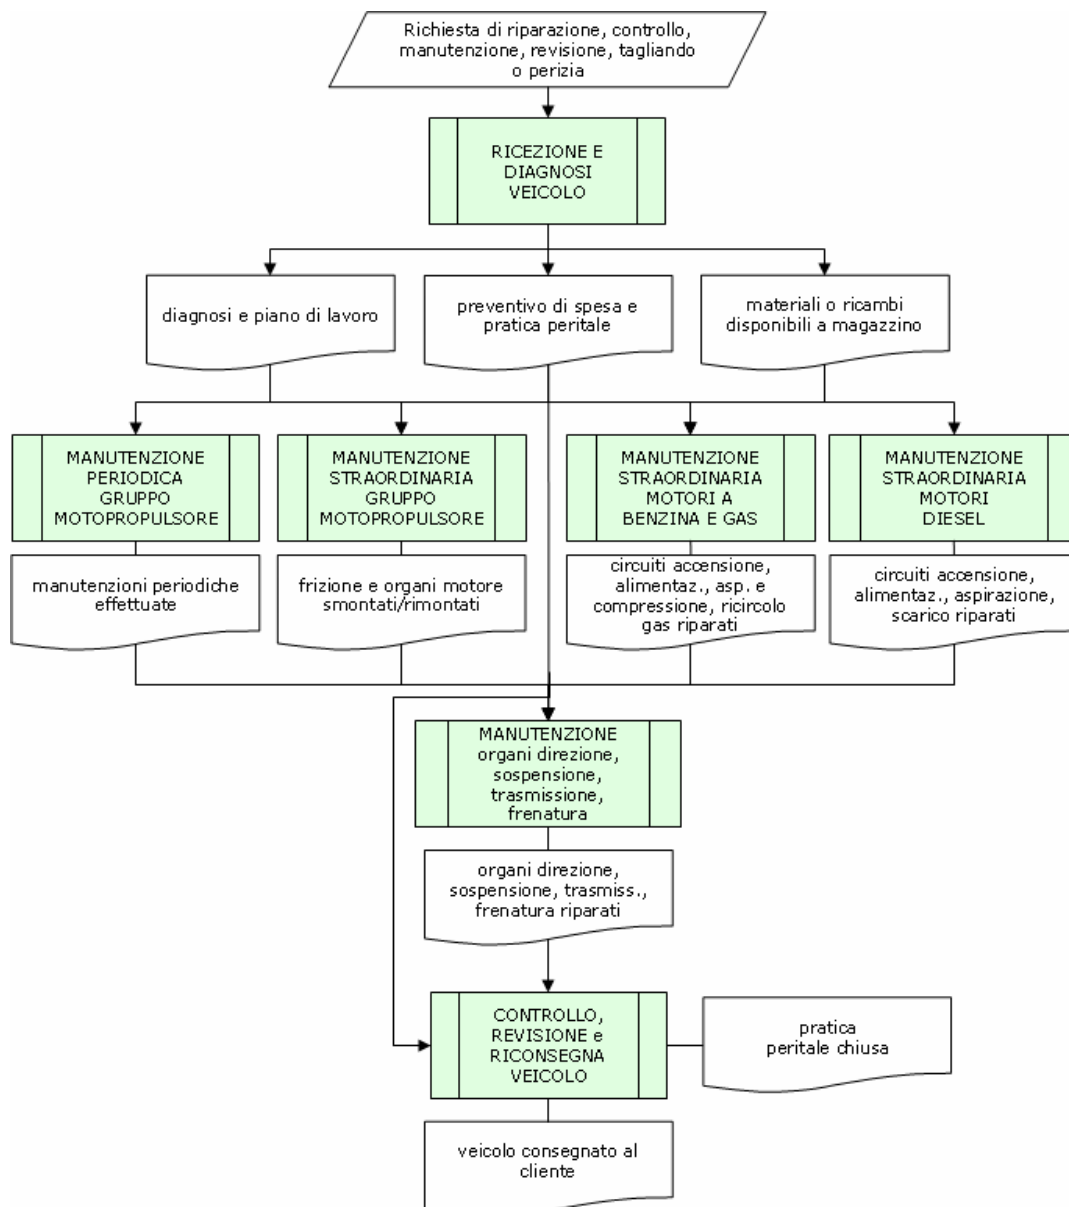 Richiesta di riparazione, controllo,
manutenzione, revisione, tagliando
o perizia
RICEZIONE E
DIAGNOSI
VEICOLO
diagnosi e piano di lavoro
preventivo di spesa e
pratica peritale
materiali o ricambi
disponibili a magazzino
MANUTENZIONE
PERIODICA
GRUPPO
MOTOPROPULSORE
MANUTENZIONE
STRAORDINARIA
GRUPPO
MOTOPROPULSORE
MANUTENZIONE
STRAORDINARIA
MOTORI A
BENZINA E GAS
MANUTENZIONE
STRAORDINARIA
MOTORI
DIESEL
manutenzioni periodiche
effettuate
frizione e organi motore
smontati/rimontati
circuiti accensione,
alimentaz., asp. e
compressione, ricircolo
gas riparati
circuiti accensione,
alimentaz., aspirazione,
scarico riparati
MANUTENZIONE
organi direzione,
sospensione,
trasmissione,
frenatura
organi direzione,
sospensione, trasmiss.,
frenatura riparati
CONTROLLO,
REVISIONE e
RICONSEGNA
VEICOLO
pratica
peritale chiusa
veicolo consegnato al
cliente